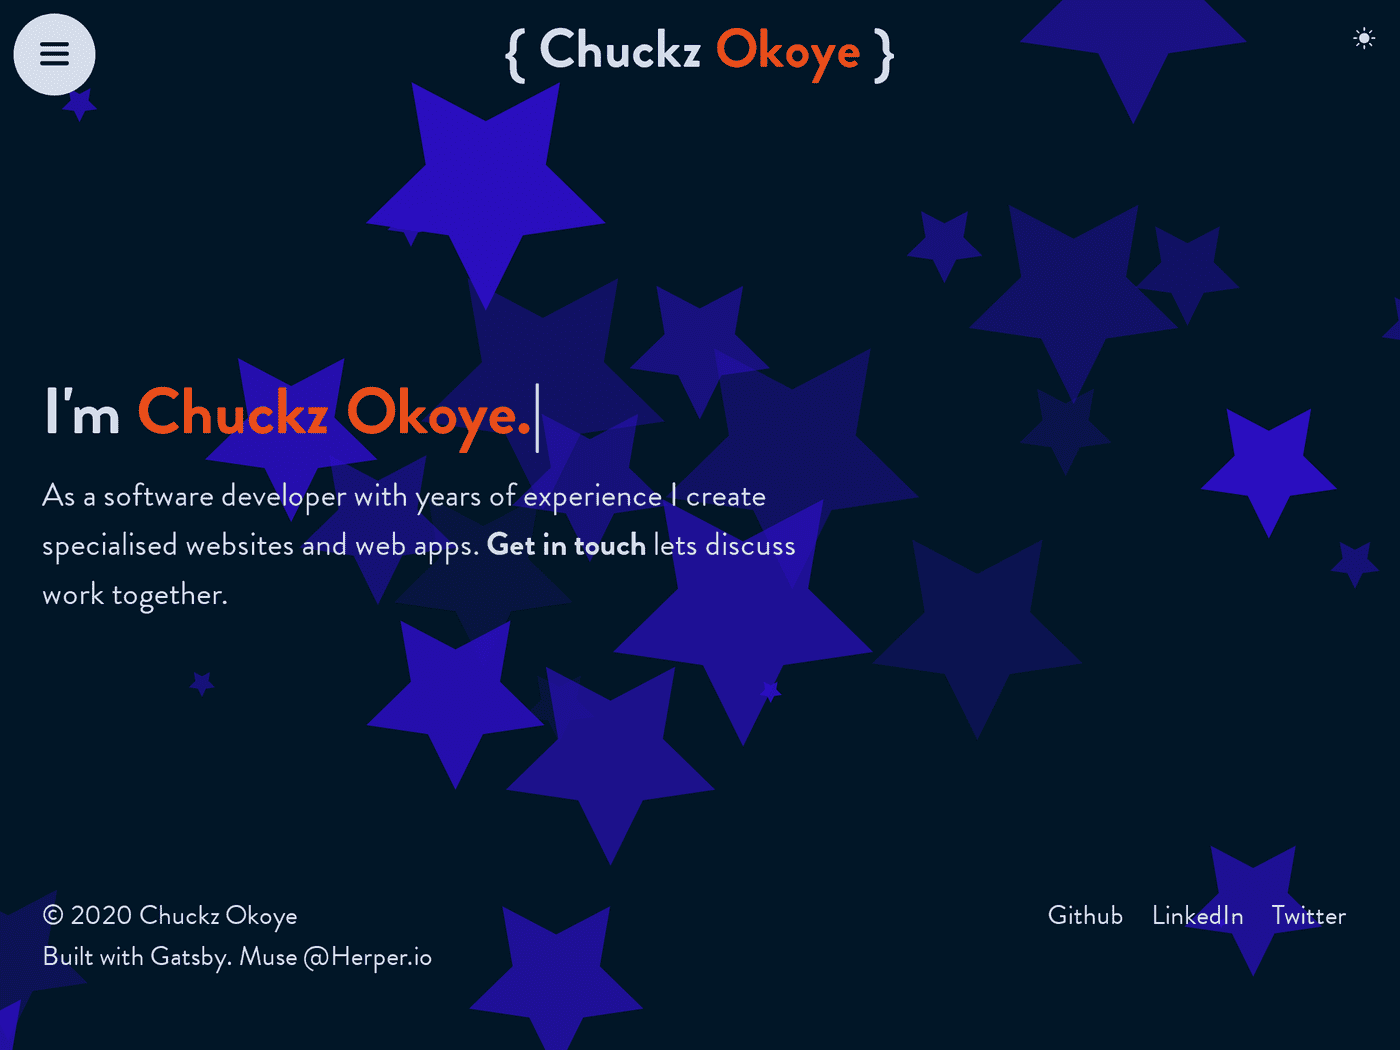 { Chuckz Okoye }
I'm Chuckz Okoye.
As a software developer with years of experience I create
specialised websites and web apps. Get in touch lets discuss
work together.
© 2020 Chuckz Okoye
Built with Gatsby. Muse @Herper.io
Github LinkedIn Twitter